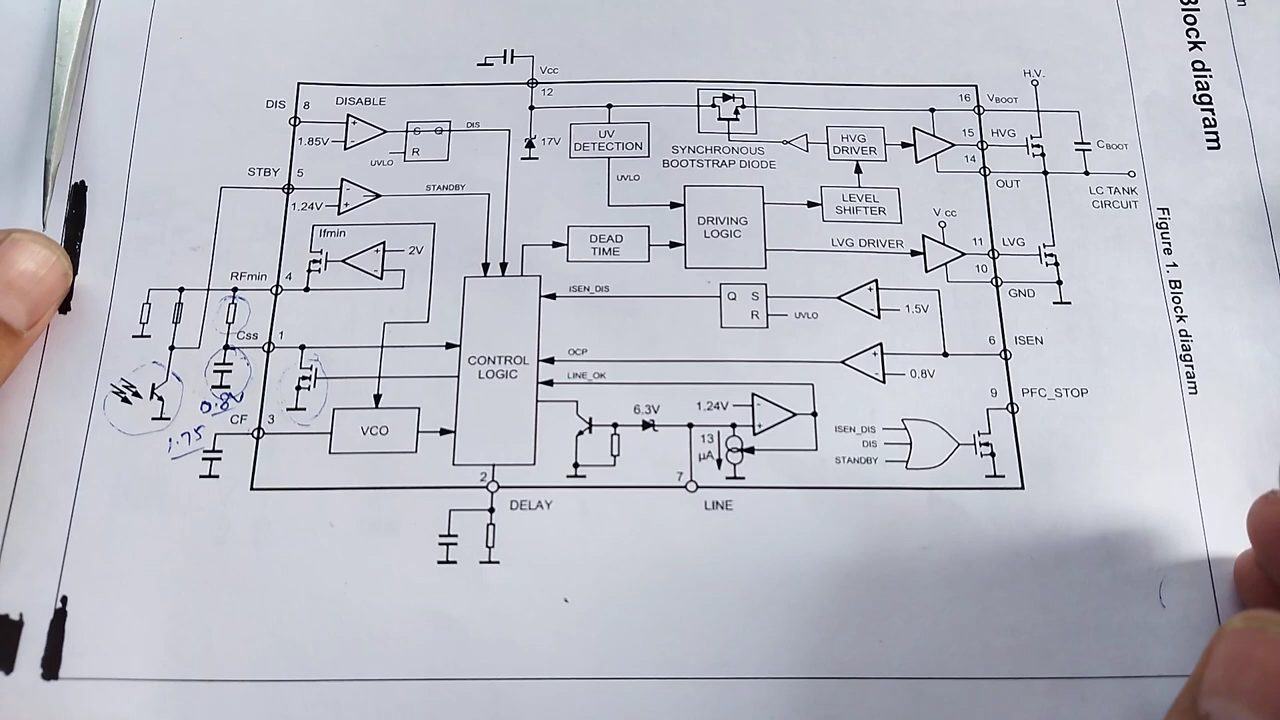 Block diagram
Figure 1. Block diagram
Vcc
12
H.V.
DIS
8
DISABLE
1.85V
UVLO
S
Q
R
DIS
17V
UV
DETECTION
UVLO
SYNCHRONOUS
BOOTSTRAP DIODE
HVG
DRIVER
16
VBOOT
15
HVG
14
OUT
CBOOT
LC TANK
CIRCUIT
STBY
5
1.24V
STANDBY
LEVEL
SHIFTER
DRIVING
LOGIC
DEAD
TIME
Vcc
LVG DRIVER
11
LVG
10
GND
Ifmin
2V
RFmin
4
ISEN_DIS
Q
S
R
UVLO
1.5V
Css
1
CONTROL
LOGIC
OCP
0.8V
6
ISEN
LINE_OK
9
PFC_STOP
0.8V
1.75
CF
3
VCO
6.3V
1.24V
13
µA
ISEN_DIS
DIS
STANDBY
2
DELAY
7
LINE